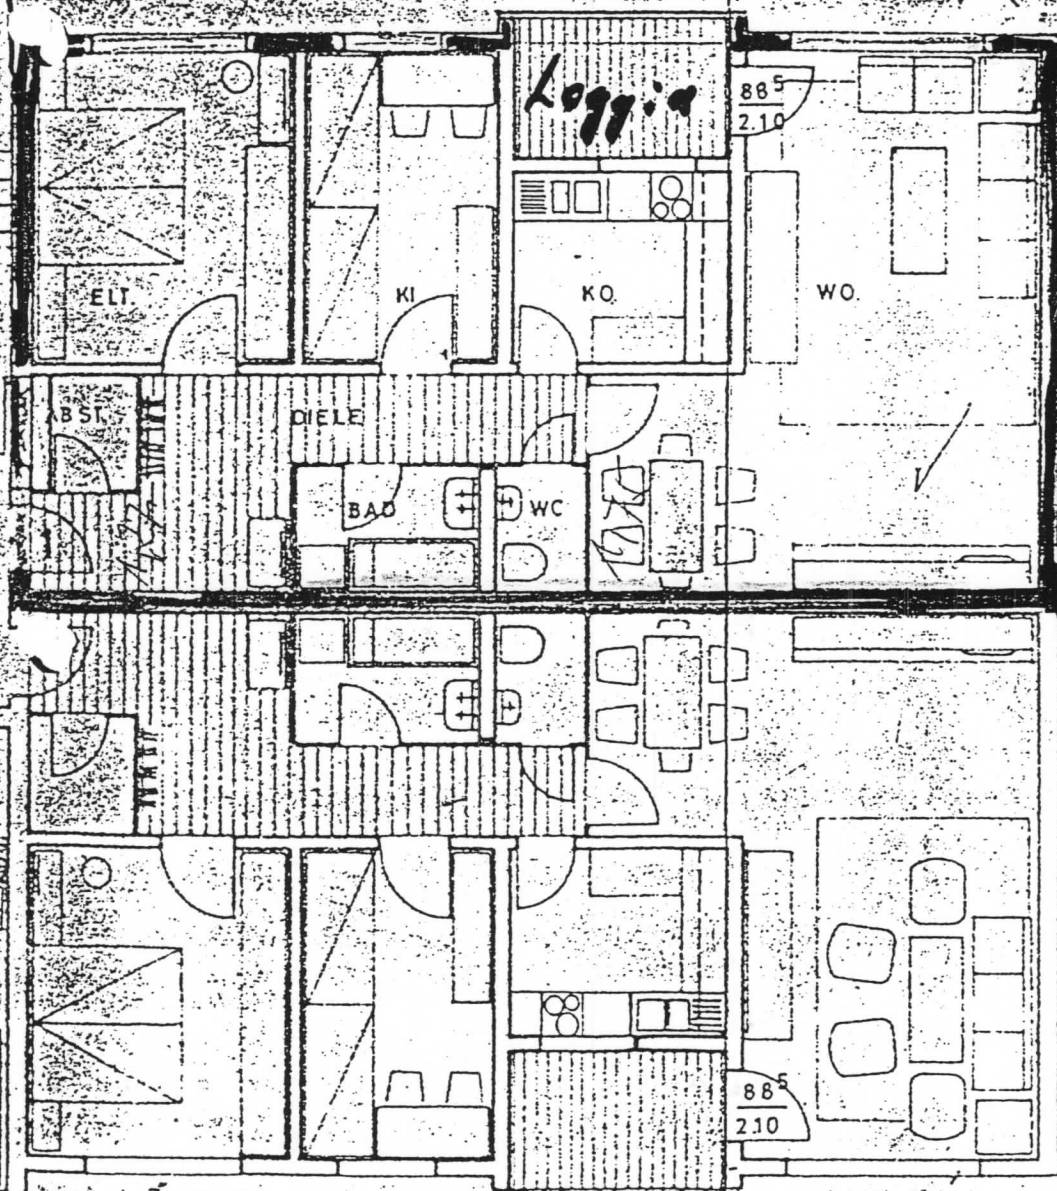 Loggia
88⁵
2.10
ELT.
KI
KO.
WO.
ABST.
DIELE
BAD
WC
88⁵
2.10